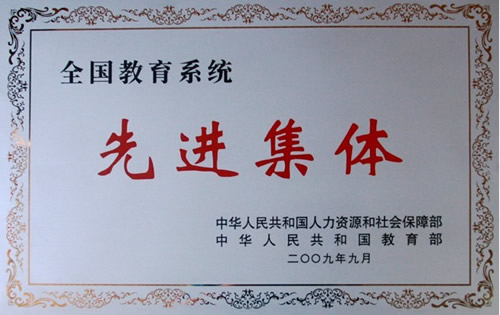 全国教育系统
先进集体
中华人民共和国人力资源和社会保障部
中华人民共和国教育部
二〇〇九年九月